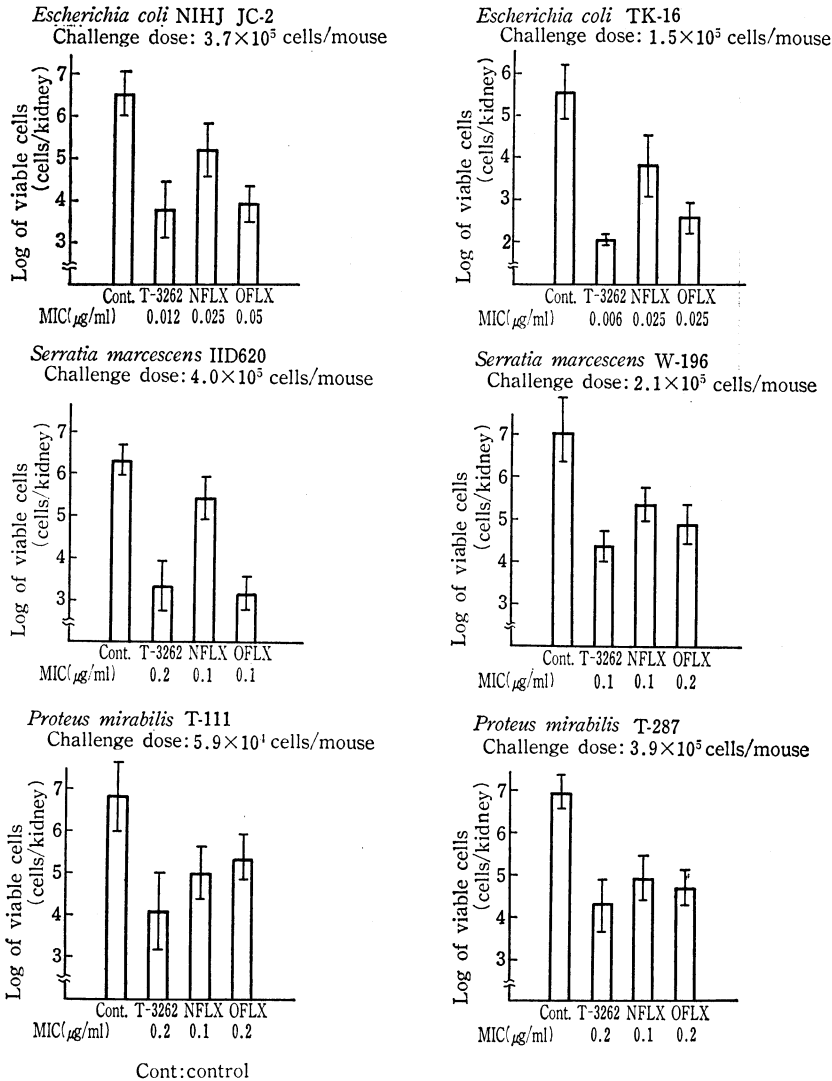 Escherichia coli NIHJ JC-2
Challenge dose: 3.7×10⁵ cells/mouse
Log of viable cells
(cells/kidney)
7
6
5
4
3
Cont. T-3262 NFLX OFLX
MIC(μg/ml) 0.012 0.025 0.05
Escherichia coli TK-16
Challenge dose: 1.5×10⁵ cells/mouse
Log of viable cells
(cells/kidney)
6
5
4
3
2
Cont. T-3262 NFLX OFLX
MIC(μg/ml) 0.006 0.025 0.025
Serratia marcescens IID620
Challenge dose: 4.0×10⁵ cells/mouse
Log of viable cells
(cells/kidney)
7
6
5
4
3
Cont. T-3262 NFLX OFLX
MIC(μg/ml) 0.2 0.1 0.1
Serratia marcescens W-196
Challenge dose: 2.1×10⁵ cells/mouse
Log of viable cells
(cells/kidney)
7
6
5
4
3
Cont. T-3262 NFLX OFLX
MIC(μg/ml) 0.1 0.1 0.2
Proteus mirabilis T-111
Challenge dose: 5.9×10⁴ cells/mouse
Log of viable cells
(cells/kidney)
7
6
5
4
3
Cont. T-3262 NFLX OFLX
MIC(μg/ml) 0.2 0.1 0.2
Proteus mirabilis T-287
Challenge dose: 3.9×10⁵ cells/mouse
Log of viable cells
(cells/kidney)
7
6
5
4
3
Cont. T-3262 NFLX OFLX
MIC(μg/ml) 0.2 0.1 0.2
Cont:control